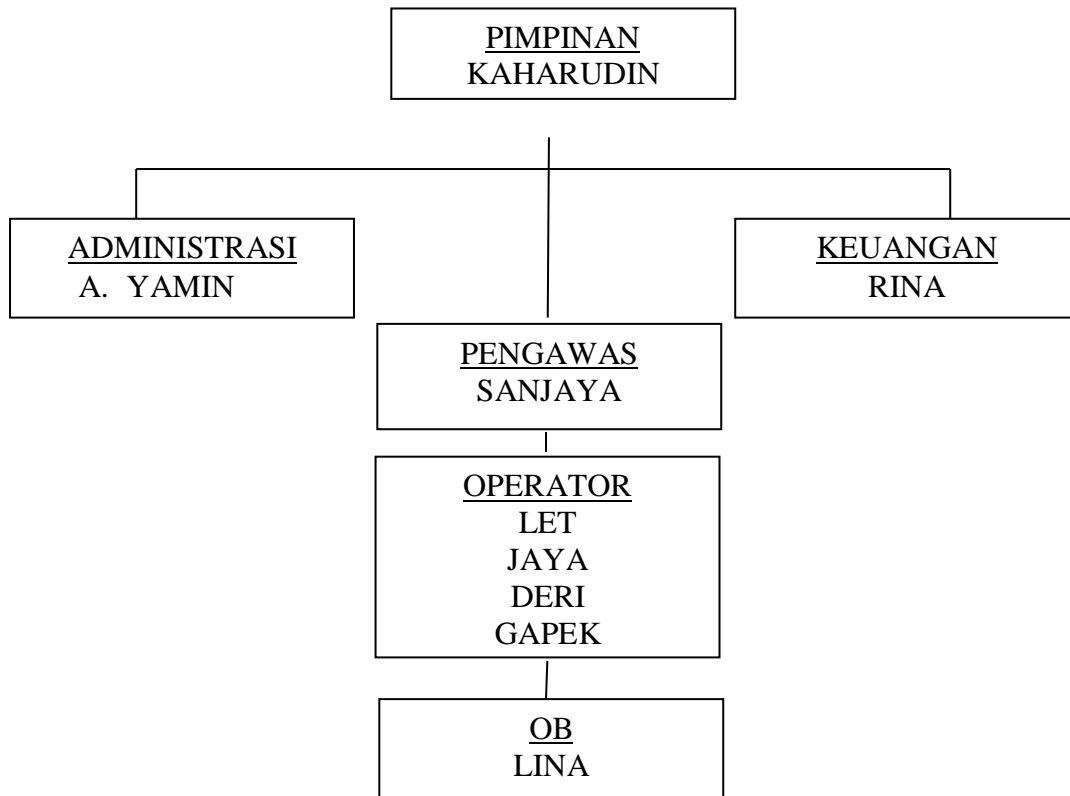 PIMPINAN
KAHARUDIN
ADMINISTRASI
A. YAMIN
KEUANGAN
RINA
PENGAWAS
SANJAYA
OPERATOR
LET
JAYA
DERI
GAPEK
OB
LINA